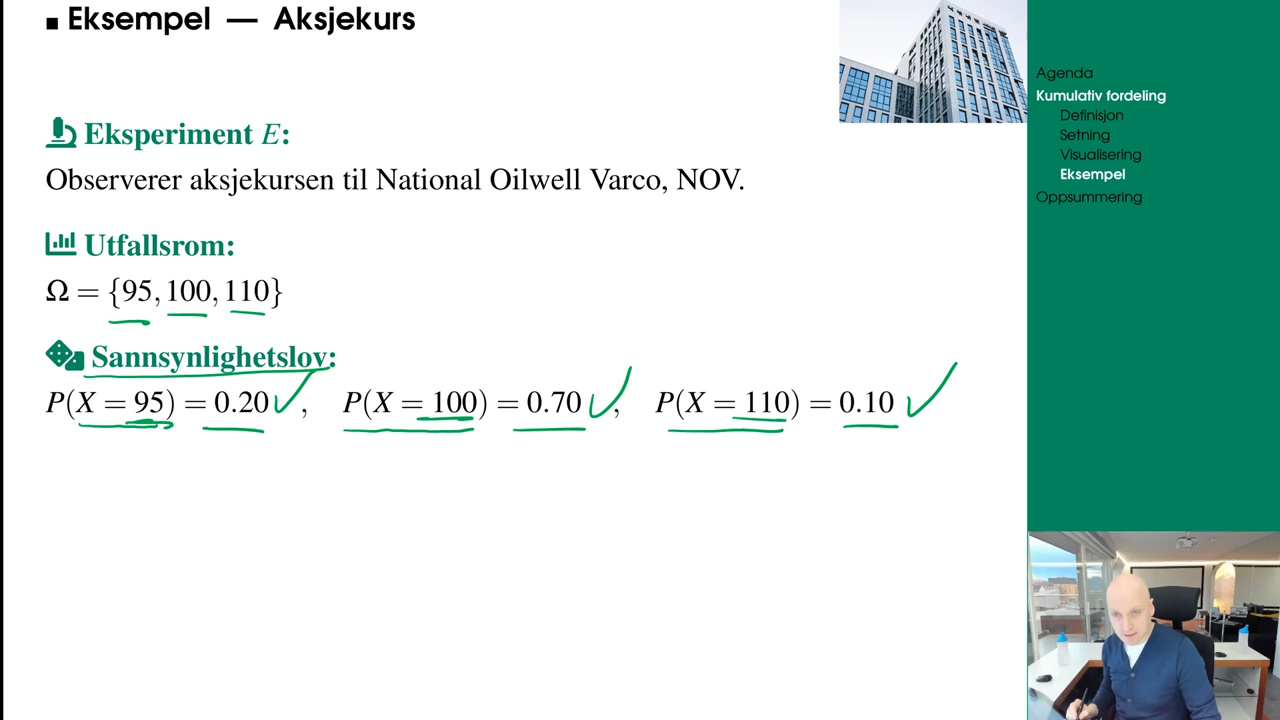 Eksempel — Aksjekurs
Eksperiment E:
Observerer aksjekursen til National Oilwell Varco, NOV.
Utfallsrom:
Ω = {95, 100, 110}
Sannsynlighetslov:
P(X = 95) = 0.20, P(X = 100) = 0.70, P(X = 110) = 0.10
Agenda
Kumulativ fordeling
Definisjon
Setning
Visualisering
Eksempel
Oppsummering